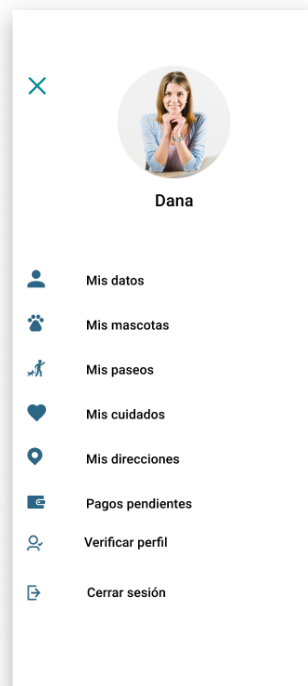 Dana
Mis datos
Mis mascotas
Mis paseos
Mis cuidados
Mis direcciones
Pagos pendientes
Verificar perfil
Cerrar sesión